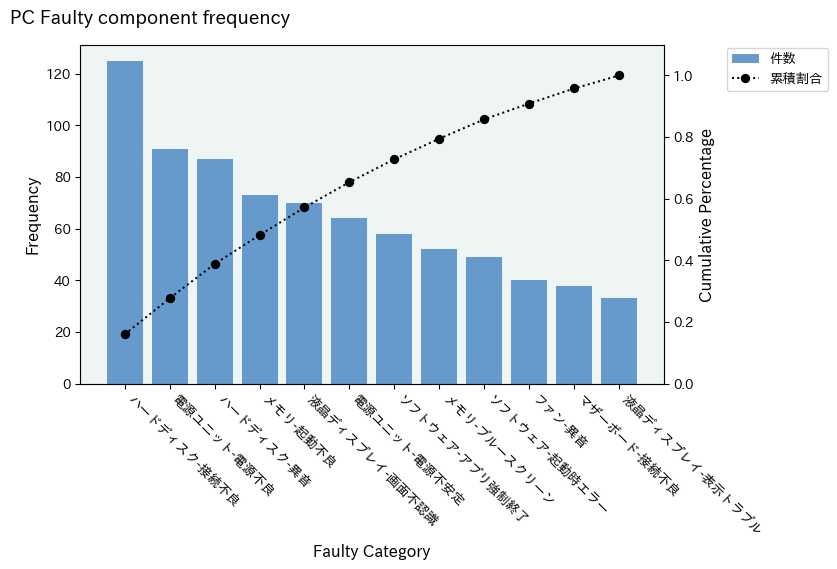 PC Faulty component frequency
件数
累積割合
120
100
80
60
40
20
0
Frequency
1.0
0.8
0.6
0.4
0.2
0.0
Cumulative Percentage
ハードディスク-接続不良
電源ユニット-電源不良
ハードディスク-異音
メモリ-起動不良
液晶ディスプレイ-画面不認識
電源ユニット-電源不安定
ソフトウェア-アプリ強制終了
メモリ-ブルースクリーン
ソフトウェア-起動時エラー
ファン-異音
マザーボード-接続不良
液晶ディスプレイ-表示トラブル
Faulty Category